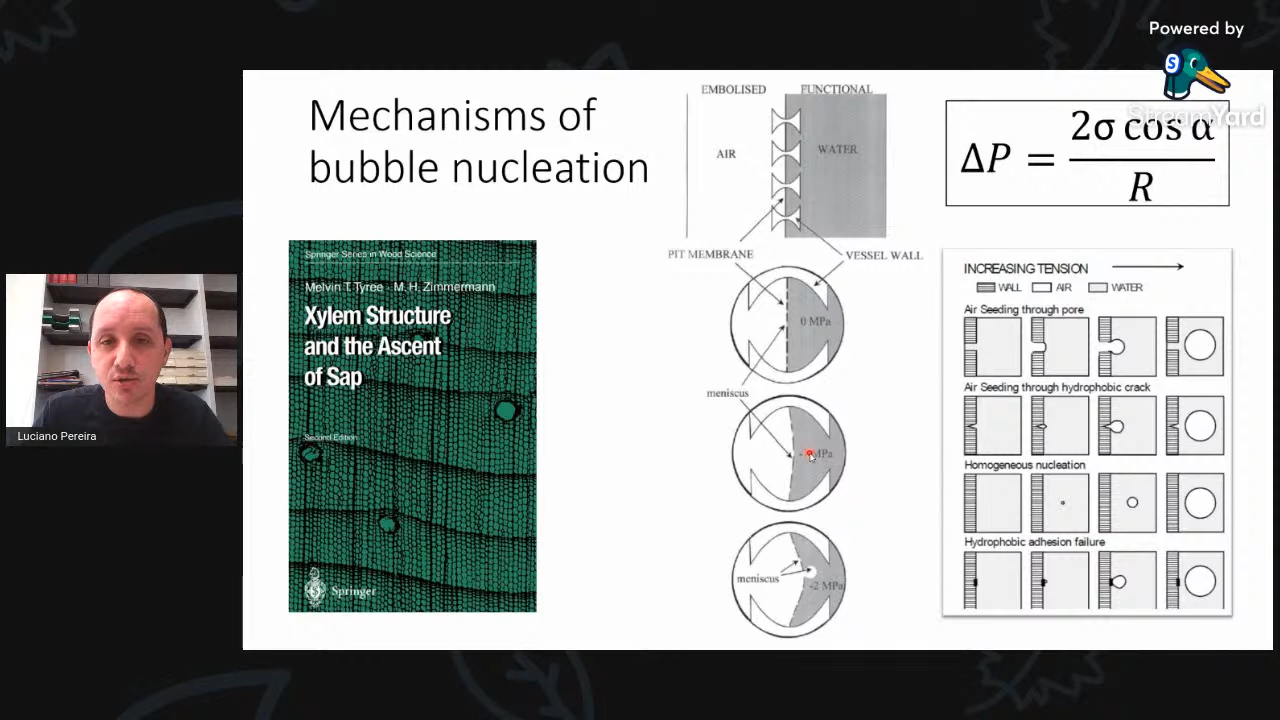 Powered by
StreamYard
Mechanisms of
bubble nucleation
EMBOLISED
FUNCTIONAL
AIR
WATER
PIT MEMBRANE
VESSEL WALL
0 MPa
meniscus
MPa
meniscus
-2 MPa
ΔP = 2σ cos α
R
Springer Series in Wood Science
Melvin T. Tyree M. H. Zimmermann
Xylem Structure
and the Ascent
of Sap
Second Edition
Springer
INCREASING TENSION
WALL AIR WATER
Air Seeding through pore
Air Seeding through hydrophobic crack
Homogeneous nucleation
Hydrophobic adhesion failure
Luciano Pereira